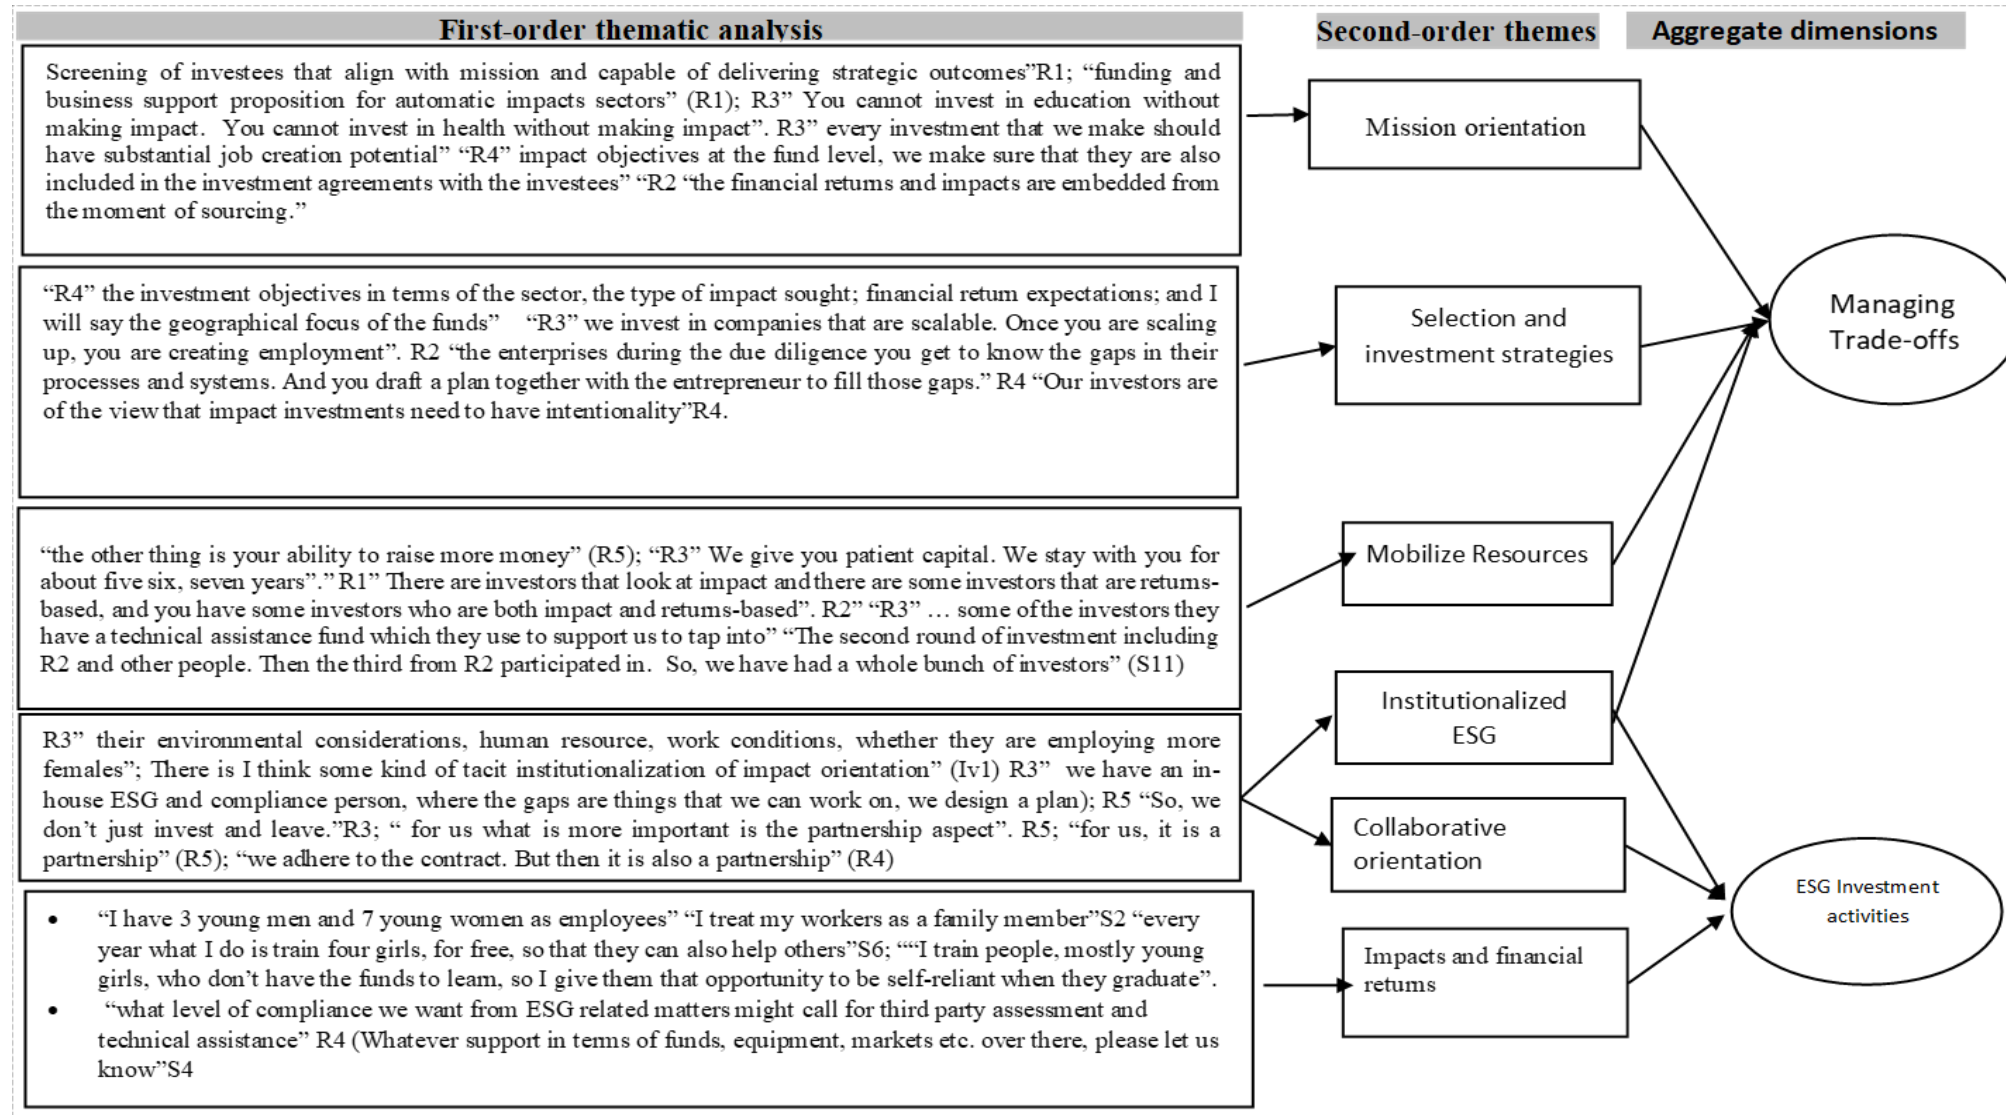 First-order thematic analysis
Second-order themes
Aggregate dimensions
Screening of investees that align with mission and capable of delivering strategic outcomes”R1; “funding and
business support proposition for automatic impacts sectors” (R1); R3” You cannot invest in education without
making impact. You cannot invest in health without making impact”. R3” every investment that we make should
have substantial job creation potential” “R4” impact objectives at the fund level, we make sure that they are also
included in the investment agreements with the investees” “R2 “the financial returns and impacts are embedded from
the moment of sourcing.”
Mission orientation
“R4” the investment objectives in terms of the sector, the type of impact sought; financial return expectations; and I
will say the geographical focus of the funds” “R3” we invest in companies that are scalable. Once you are scaling
up, you are creating employment”. R2 “the enterprises during the due diligence you get to know the gaps in their
processes and systems. And you draft a plan together with the entrepreneur to fill those gaps.” R4 “Our investors are
of the view that impact investments need to have intentionality”R4.
Selection and
investment strategies
Managing
Trade-offs
“the other thing is your ability to raise more money” (R5); “R3” We give you patient capital. We stay with you for
about five six, seven years”.” R1” There are investors that look at impact and there are some investors that are returns-
based, and you have some investors who are both impact and returns-based”. R2” “R3” … some of the investors they
have a technical assistance fund which they use to support us to tap into” “The second round of investment including
R2 and other people. Then the third from R2 participated in. So, we have had a whole bunch of investors” (S11)
Mobilize Resources
R3” their environmental considerations, human resource, work conditions, whether they are employing more
females”; There is I think some kind of tacit institutionalization of impact orientation” (Iv1) R3” we have an in-
house ESG and compliance person, where the gaps are things that we can work on, we design a plan); R5 “So, we
don’t just invest and leave.”R3; “ for us what is more important is the partnership aspect”. R5; “for us, it is a
partnership” (R5); “we adhere to the contract. But then it is also a partnership” (R4)
Institutionalized
ESG
Collaborative
orientation
• “I have 3 young men and 7 young women as employees” “I treat my workers as a family member”S2 “every
year what I do is train four girls, for free, so that they can also help others”S6; ““I train people, mostly young
girls, who don’t have the funds to learn, so I give them that opportunity to be self-reliant when they graduate”.
• “what level of compliance we want from ESG related matters might call for third party assessment and
technical assistance” R4 (Whatever support in terms of funds, equipment, markets etc. over there, please let us
know”S4
Impacts and financial
returns
ESG Investment
activities